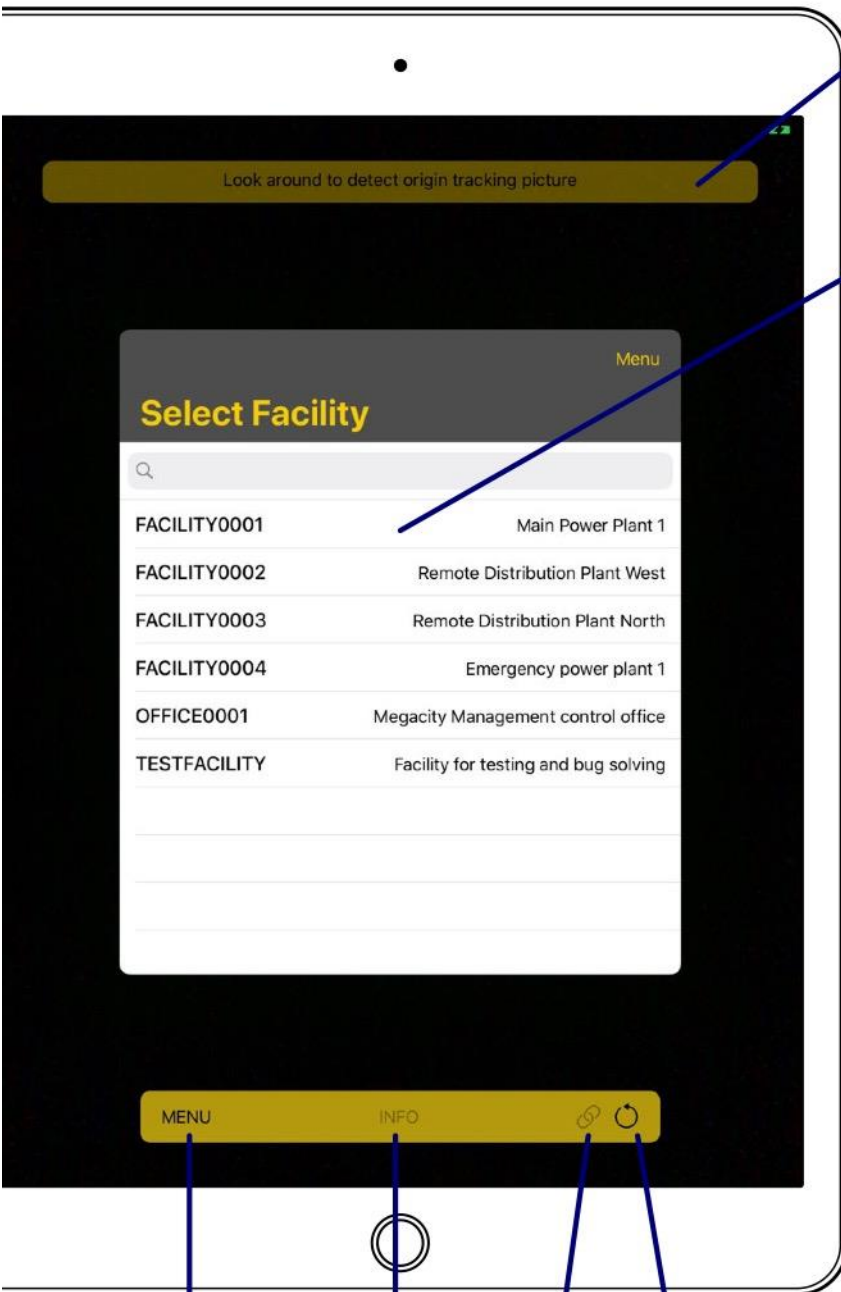 Look around to detect origin tracking picture
Menu
Select Facility
FACILITY0001 Main Power Plant 1
FACILITY0002 Remote Distribution Plant West
FACILITY0003 Remote Distribution Plant North
FACILITY0004 Emergency power plant 1
OFFICE0001 Megacity Management control office
TESTFACILITY Facility for testing and bug solving
MENU INFO